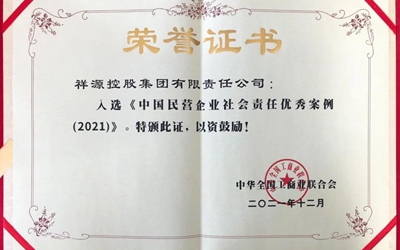 荣誉证书
祥源控股集团有限责任公司：
入选《中国民营企业社会责任优秀案例
(2021)》。特颁此证，以资鼓励！
中华全国工商业联合会
二〇二一年十二月